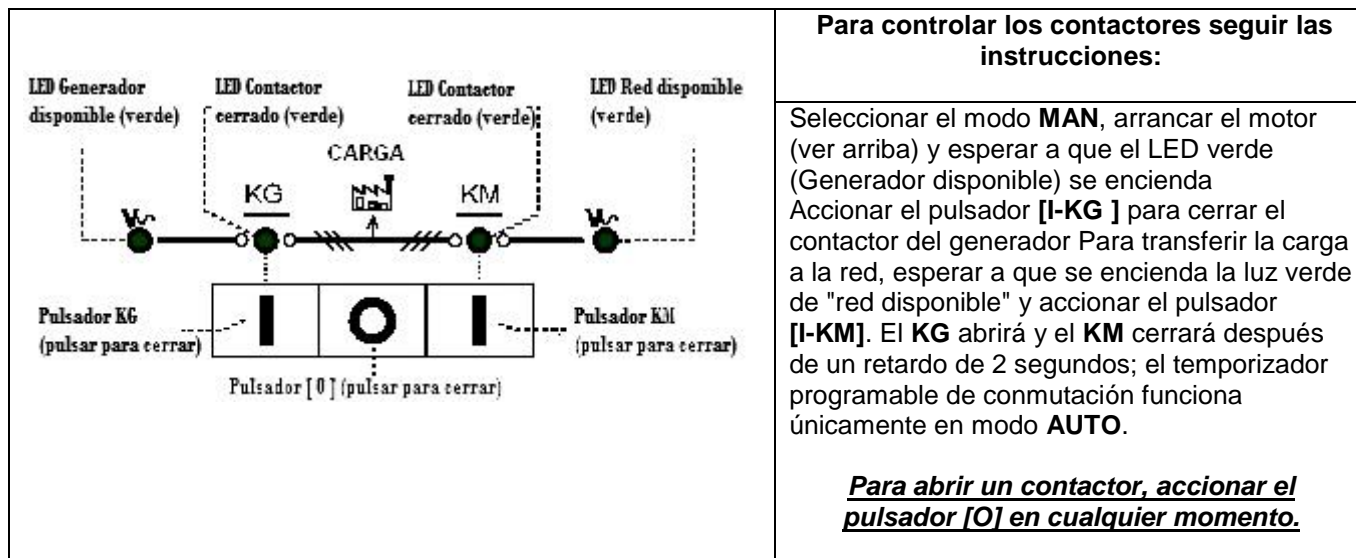 LED Generador
disponible (verde)
LED Contactor
cerrado (verde)
LED Contactor
cerrado (verde)
LED Red disponible
(verde)
CARGA
KG
KM
Pulsador KG
(pulsar para cerrar)
Pulsador KM
(pulsar para cerrar)
Pulsador [ 0 ] (pulsar para cerrar)
Para controlar los contactores seguir las
instrucciones:
Seleccionar el modo MAN, arrancar el motor
(ver arriba) y esperar a que el LED verde
(Generador disponible) se encienda
Accionar el pulsador [I-KG ] para cerrar el
contactor del generador Para transferir la carga
a la red, esperar a que se encienda la luz verde
de "red disponible" y accionar el pulsador
[I-KM]. El KG abrirá y el KM cerrará después
de un retardo de 2 segundos; el temporizador
programable de conmutación funciona
únicamente en modo AUTO.
Para abrir un contactor, accionar el
pulsador [O] en cualquier momento.